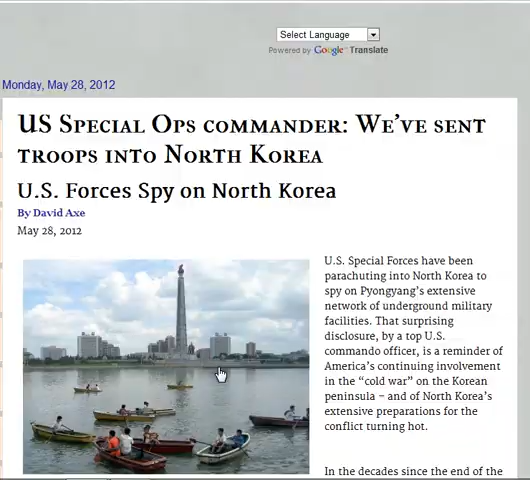 Select Language
Powered by Google™ Translate
Monday, May 28, 2012
US Special Ops commander: We've sent
troops into North Korea
U.S. Forces Spy on North Korea
By David Axe
May 28, 2012
U.S. Special Forces have been
parachuting into North Korea to
spy on Pyongyang's extensive
network of underground military
facilities. That surprising
disclosure, by a top U.S.
commando officer, is a reminder of
America's continuing involvement
in the "cold war" on the Korean
peninsula – and of North Korea's
extensive preparations for the
conflict turning hot.
In the decades since the end of the